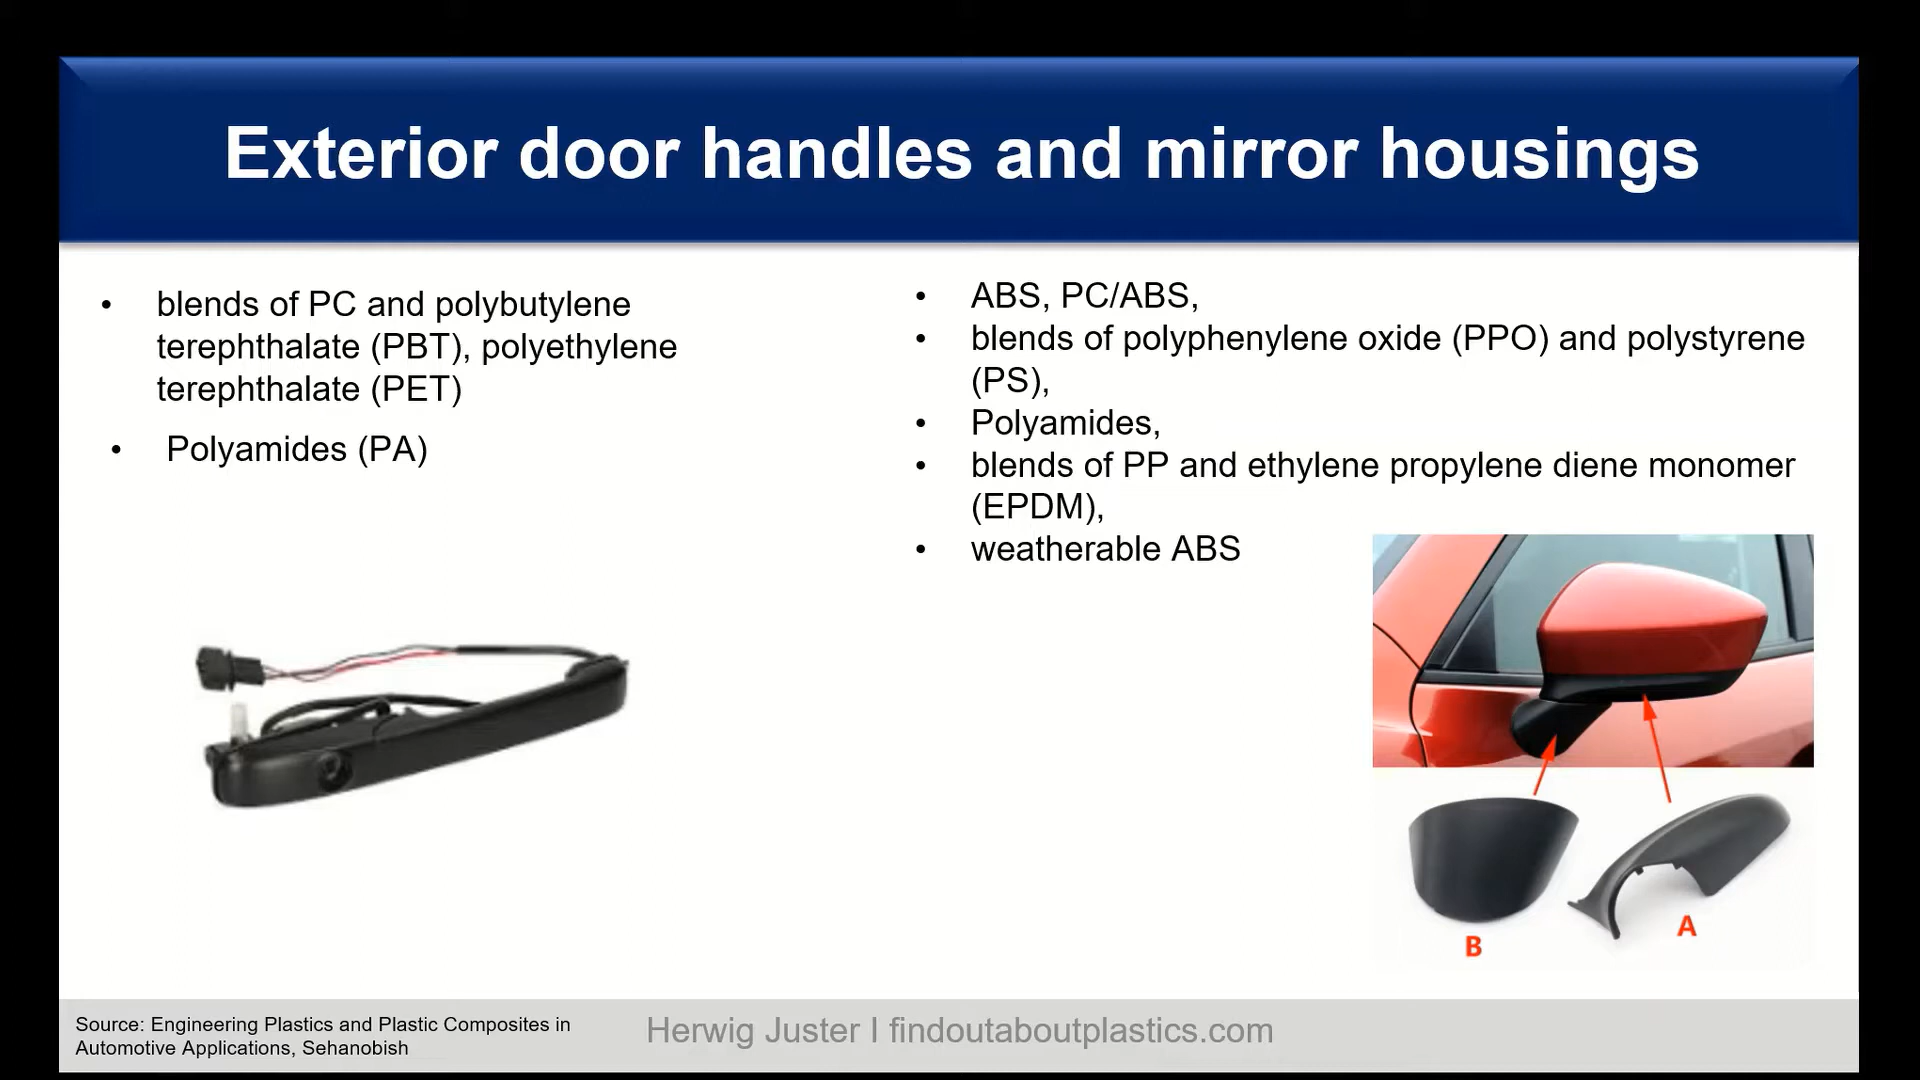 Exterior door handles and mirror housings
• blends of PC and polybutylene
terephthalate (PBT), polyethylene
terephthalate (PET)
• Polyamides (PA)
• ABS, PC/ABS,
• blends of polyphenylene oxide (PPO) and polystyrene
(PS),
• Polyamides,
• blends of PP and ethylene propylene diene monomer
(EPDM),
• weatherable ABS
B
A
Source: Engineering Plastics and Plastic Composites in
Automotive Applications, Sehanobish
Herwig Juster I findoutaboutplastics.com